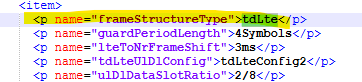 <item>
<p name="frameStructureType">tdLte</p>
<p name="guardPeriodLength">4Symbols</p>
<p name="lteToNrFrameShift">3ms</p>
<p name="tdLteUlDlConfig">tdLteConfig2</p>
<p name="ulDlDataSlotRatio">2/8</p>